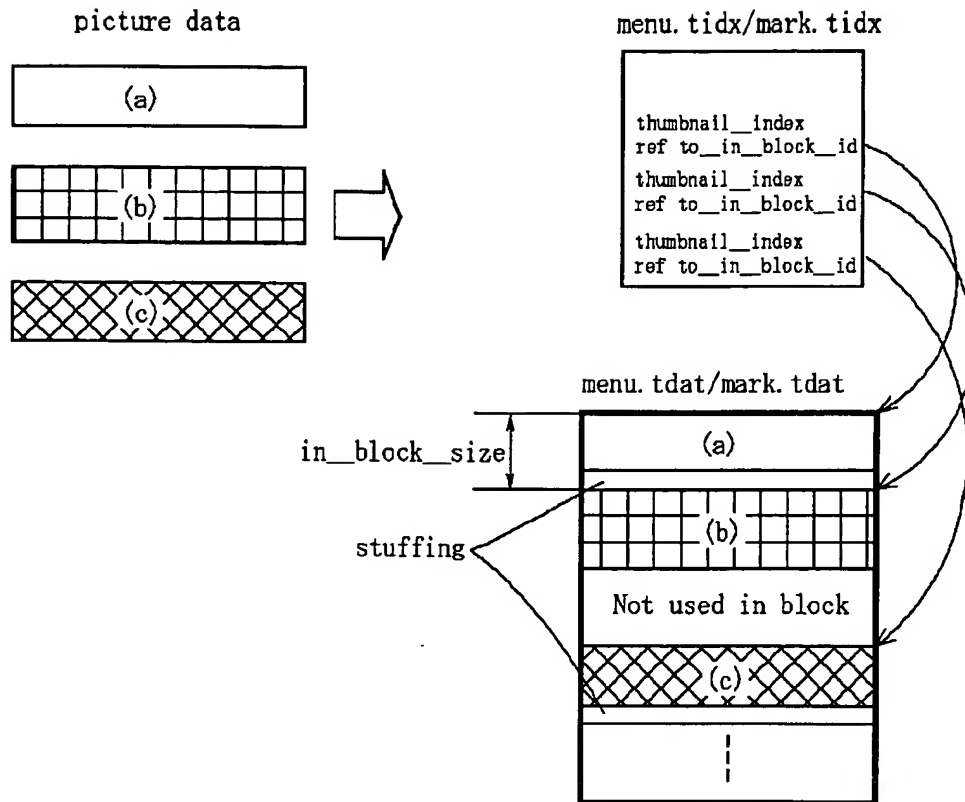 picture data
(a)
(b)
(c)
menu.tidx/mark.tidx
thumbnail__index
ref to__in__block__id
thumbnail__index
ref to__in__block__id
thumbnail__index
ref to__in__block__id
menu.tdat/mark.tdat
in__block__size
(a)
stuffing
(b)
Not used in block
(c)